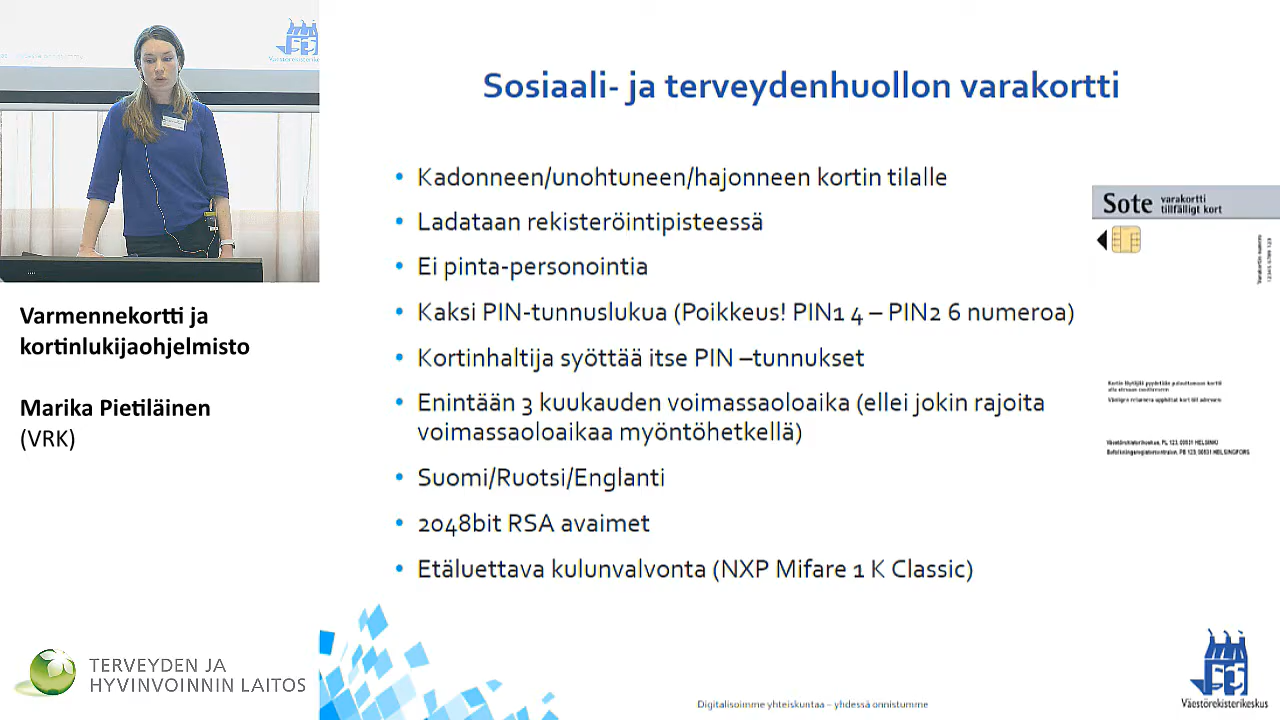 Sosiaali- ja terveydenhuollon varakortti
• Kadonneen/unohtuneen/hajonneen kortin tilalle
• Ladataan rekisteröintipisteessä
• Ei pinta-personointia
• Kaksi PIN-tunnuslukua (Poikkeus! PIN1 4 – PIN2 6 numeroa)
• Kortinhaltija syöttää itse PIN –tunnukset
• Enintään 3 kuukauden voimassaoloaika (ellei jokin rajoita
voimassaoloaikaa myöntöhetkellä)
• Suomi/Ruotsi/Englanti
• 2048bit RSA avaimet
• Etäluettava kulunvalvonta (NXP Mifare 1 K Classic)
Sote varakortti
tillfälligt kort
Väestörekisterikeskus, PL 123, 00531 HELSINKI
Befolkningsregistercentralen, PB 123, 00531 HELSINGFORS
Varmennekortti ja
kortinlukijaohjelmisto
Marika Pietiläinen
(VRK)
TERVEYDEN JA
HYVINVOINNIN LAITOS
Digitalisoimme yhteiskuntaa – yhdessä onnistumme
Väestörekisterikeskus